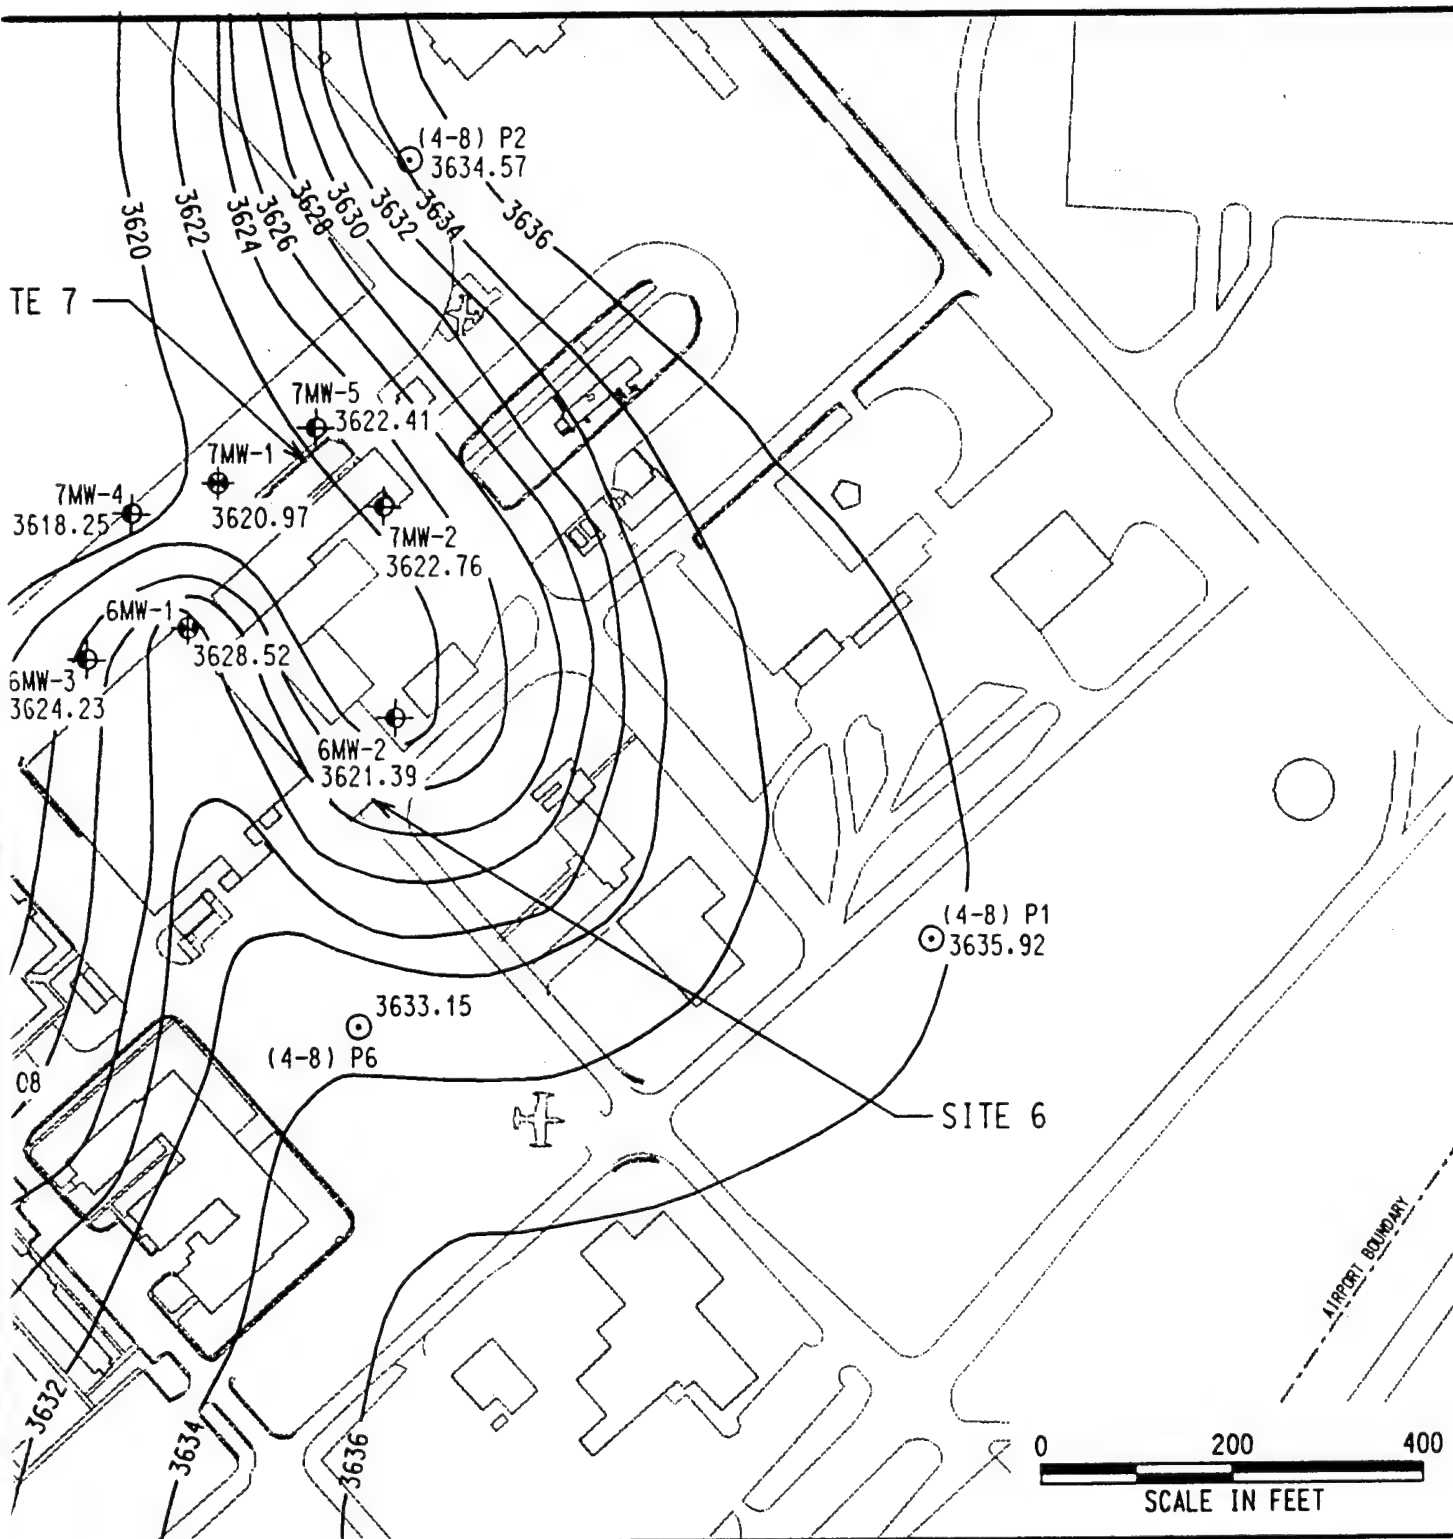 (4-8) P2
3634.57
3620
3622
3624
3626
3628
3630
3632
3634
3636
TE 7
7MW-5
3622.41
7MW-1
3620.97
7MW-4
3618.25
7MW-2
3622.76
6MW-1
3628.52
6MW-3
3624.23
6MW-2
3621.39
(4-8) P1
3635.92
3633.15
(4-8) P6
08
SITE 6
AIRPORT BOUNDARY
3632
3634
3636
0 200 400
SCALE IN FEET